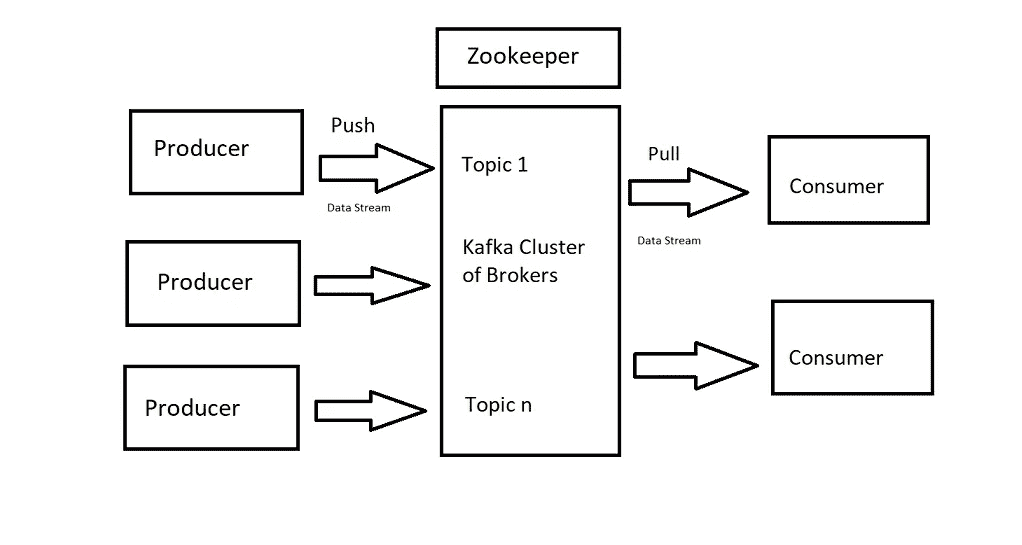 Zookeeper
Producer
Push
Data Stream
Topic 1
Pull
Data Stream
Consumer
Producer
Kafka Cluster
of Brokers
Producer
Topic n
Consumer